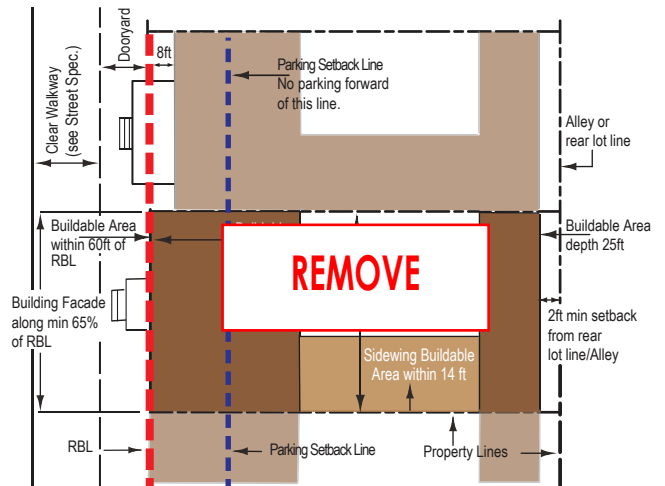 Dooryard
8ft
Clear Walkway
(see Street Spec.)
Parking Setback Line
No parking forward
of this line.
Alley or
rear lot line
Buildable Area
within 60ft of
RBL
Buildable Area
depth 25ft
REMOVE
Building Facade
along min 65%
of RBL
2ft min setback
from rear
lot line/Alley
Sidewing Buildable
Area within 14 ft
RBL
Parking Setback Line
Property Lines